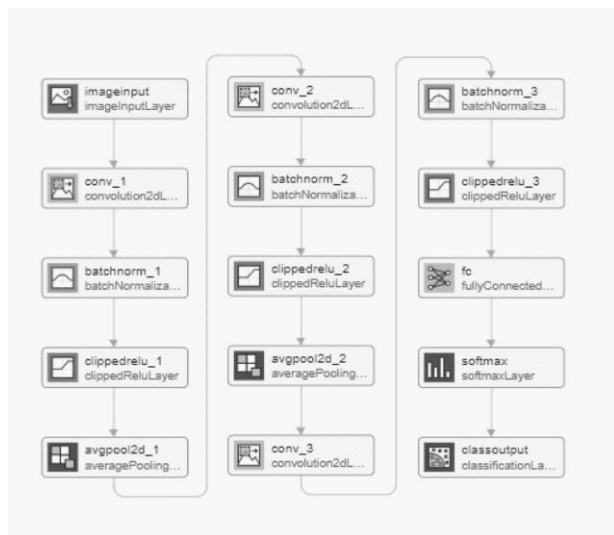 imageinput
imageInputLayer
conv_1
convolution2dL...
batchnorm_1
batchNormaliza...
clippedrelu_1
clippedReluLayer
avgpool2d_1
averagePooling...
conv_2
convolution2dL...
batchnorm_2
batchNormaliza...
clippedrelu_2
clippedReluLayer
avgpool2d_2
averagePooling...
conv_3
convolution2dL...
batchnorm_3
batchNormaliza...
clippedrelu_3
clippedReluLayer
fc
fullyConnected...
softmax
softmaxLayer
classoutput
classificationLa...